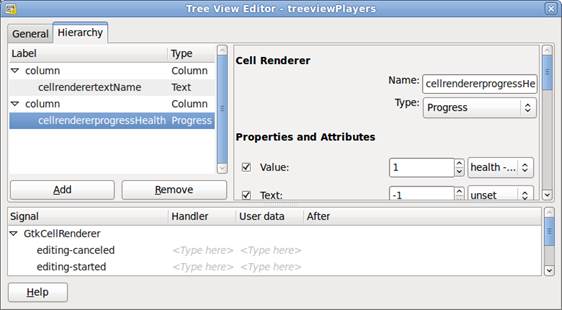 Tree View Editor - treeviewPlayers
General Hierarchy
Label Type
column Column
cellrenderertextName Text
column Column
cellrendererprogressHealth Progress
Add Remove
Cell Renderer
Name: cellrendererprogressHe
Type: Progress
Properties and Attributes
Value: 1 health -...
Text: -1 unset
Signal Handler User data After
GtkCellRenderer
editing-canceled <Type here> <Type here>
editing-started <Type here> <Type here>
Help